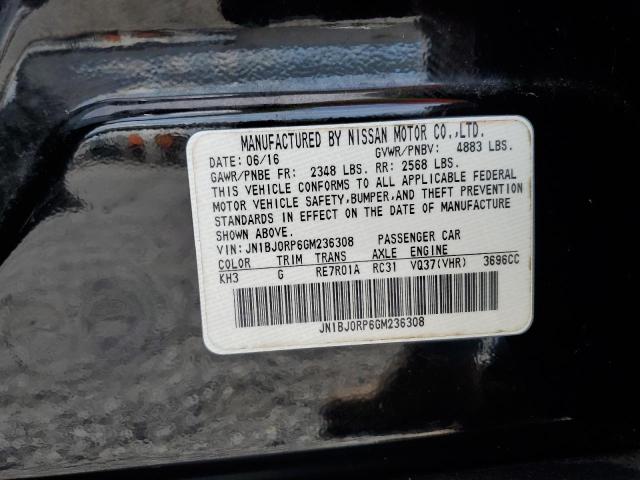 MANUFACTURED BY NISSAN MOTOR CO.,LTD.
DATE: 06/16 GVWR/PNBV: 4883 LBS.
GAWR/PNBE FR: 2348 LBS. RR: 2568 LBS.
THIS VEHICLE CONFORMS TO ALL APPLICABLE FEDERAL
MOTOR VEHICLE SAFETY,BUMPER,AND THEFT PREVENTION
STANDARDS IN EFFECT ON THE DATE OF MANUFACTURE
SHOWN ABOVE.
VIN:JN1BJ0RP6GM236308 PASSENGER CAR
COLOR TRIM TRANS AXLE ENGINE
KH3 G RE7R01A RC31 VQ37(VHR) 3696CC
JN1BJ0RP6GM236308